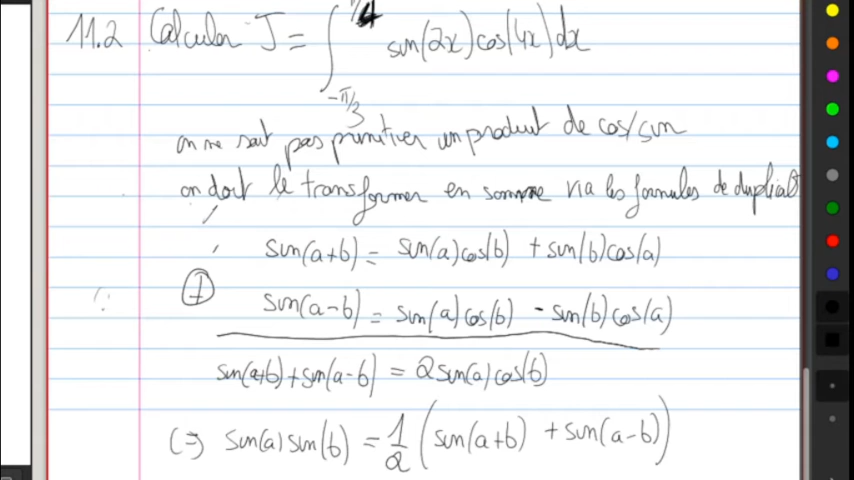 11.2 Calculer J = ∫_{-π/3}^{π/4} sin(2x)cos(4x)dx
on ne sait pas primitiver un produit de cos/sin
on doit le transformer en somme via les formules de duplicat
sin(a+b) = sin(a)cos(b) + sin(b)cos(a)
⊕ sin(a-b) = sin(a)cos(b) - sin(b)cos(a)
sin(a+b)+sin(a-b) = 2sin(a)cos(b)
(=) sin(a)sin(b) = 1/2 (sin(a+b) + sin(a-b))